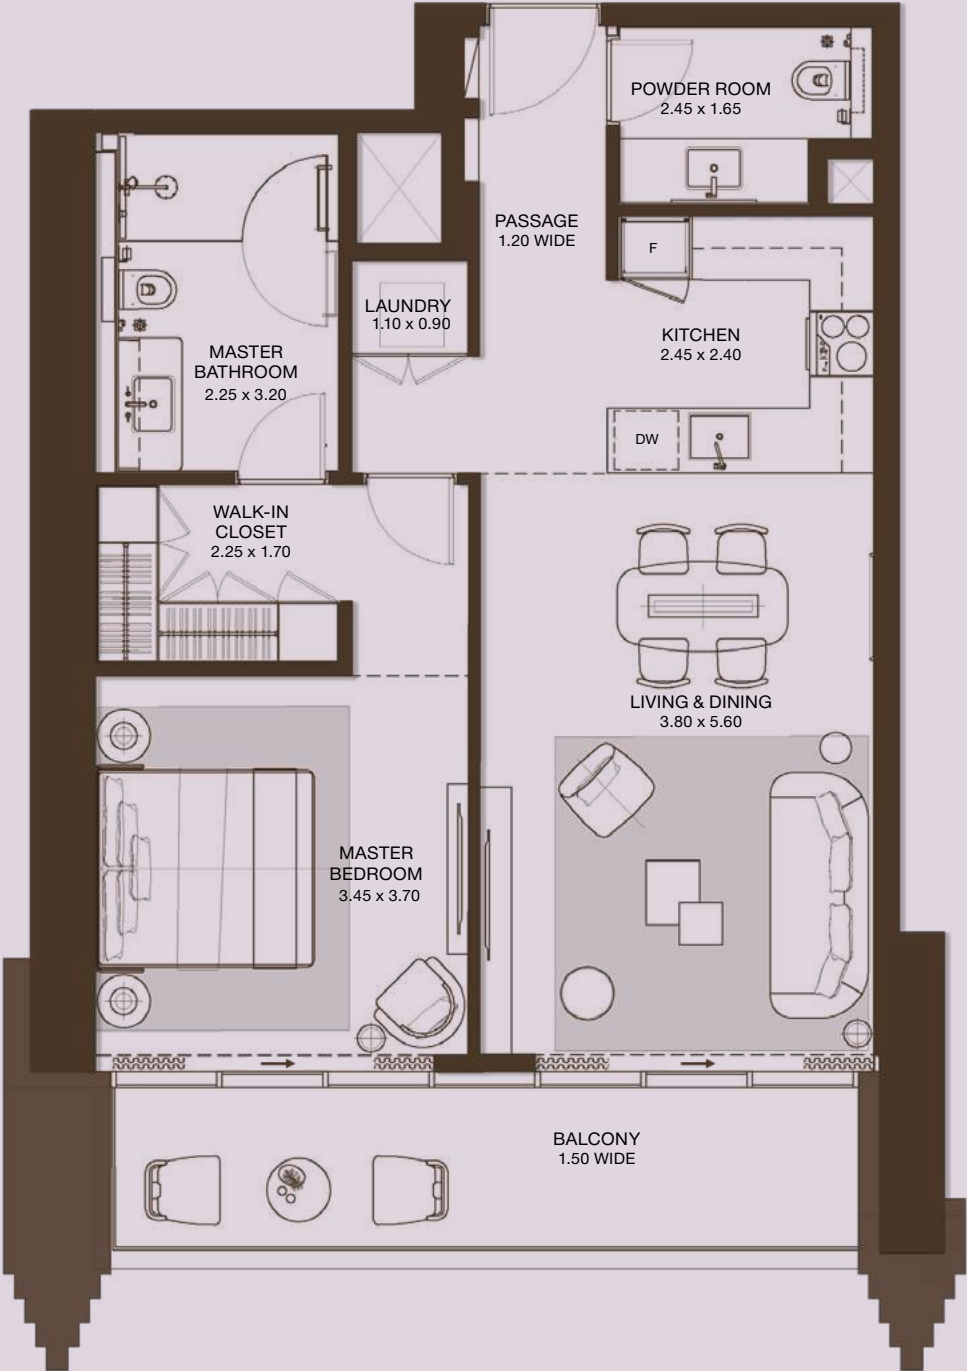 POWDER ROOM
2.45 x 1.65
PASSAGE
1.20 WIDE
F
LAUNDRY
1.10 x 0.90
KITCHEN
2.45 x 2.40
MASTER
BATHROOM
2.25 x 3.20
DW
WALK-IN
CLOSET
2.25 x 1.70
LIVING & DINING
3.80 x 5.60
MASTER
BEDROOM
3.45 x 3.70
BALCONY
1.50 WIDE